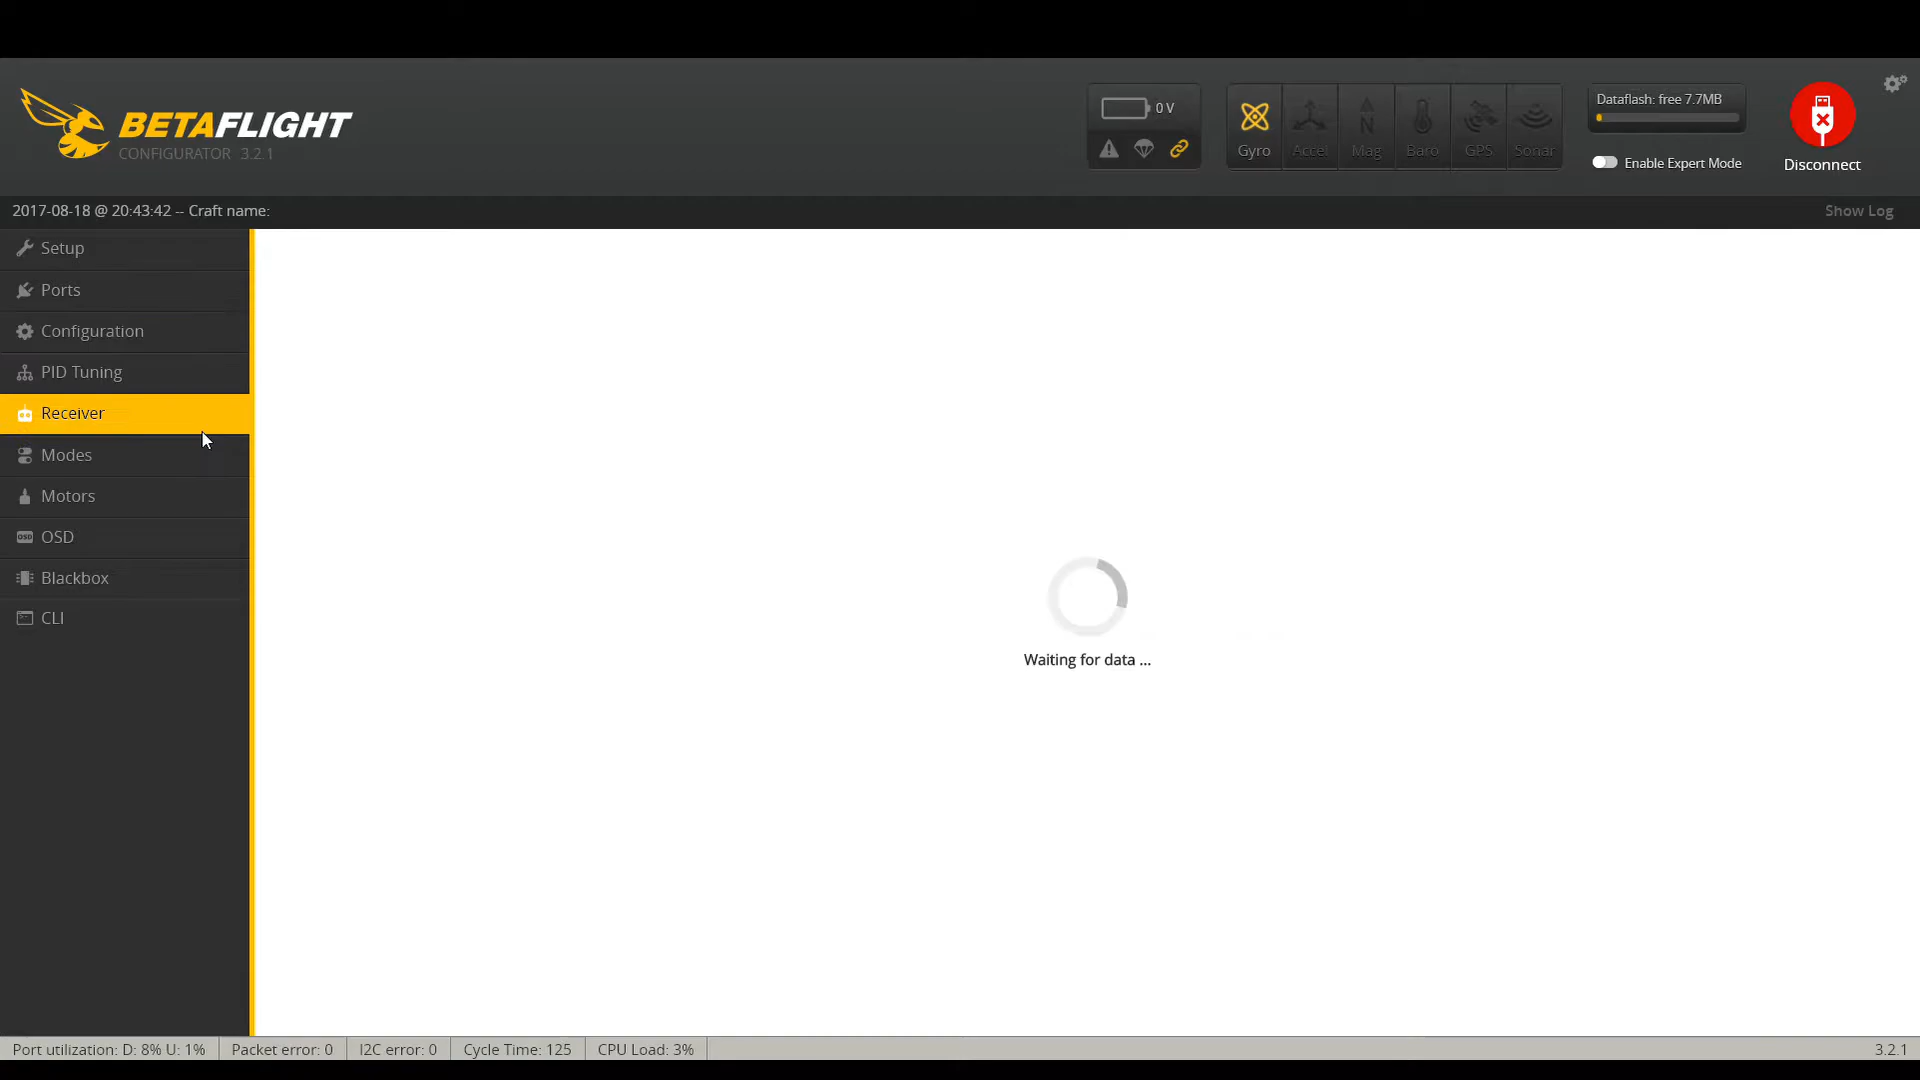 BETAFLIGHT
CONFIGURATOR 3.2.1
0 V
Gyro
Accel
Mag
Baro
GPS
Sonar
Dataflash: free 7.7MB
Enable Expert Mode
Disconnect
2017-08-18 @ 20:43:42 -- Craft name:
Show Log
Setup
Ports
Configuration
PID Tuning
Receiver
Modes
Motors
OSD
OSD
Blackbox
CLI
Waiting for data ...
Port utilization: D: 8% U: 1%
Packet error: 0
I2C error: 0
Cycle Time: 125
CPU Load: 3%
3.2.1